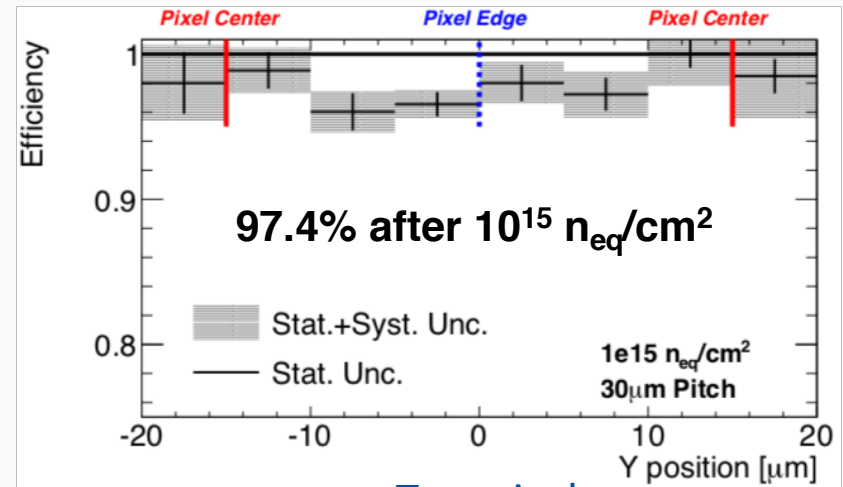 Pixel Center Pixel Edge Pixel Center
Efficiency
1
0.9
97.4% after 10¹⁵ n_eq/cm²
Stat.+Syst. Unc.
0.8
1e15 n_eq/cm²
Stat. Unc.
30μm Pitch
-20 -10 0 10 20
Y position [μm]